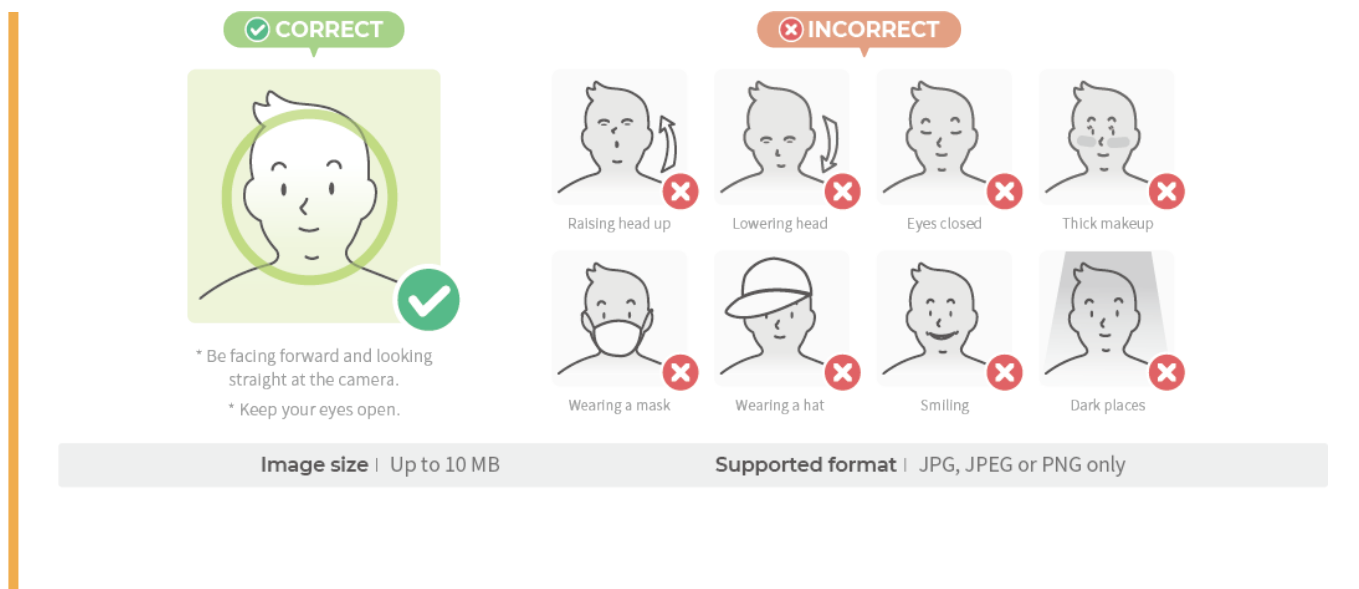 CORRECT
INCORRECT
* Be facing forward and looking
straight at the camera.
* Keep your eyes open.
Raising head up
Lowering head
Eyes closed
Thick makeup
Wearing a mask
Wearing a hat
Smiling
Dark places
Image size | Up to 10 MB
Supported format | JPG, JPEG or PNG only